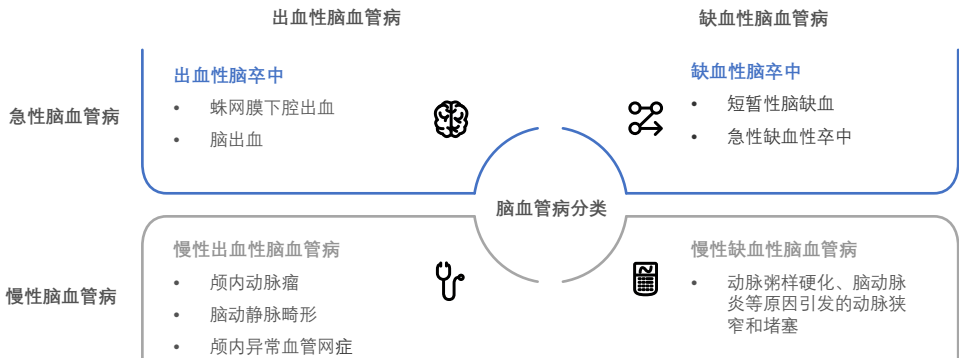 出血性脑血管病
缺血性脑血管病
急性脑血管病
出血性脑卒中
• 蛛网膜下腔出血
• 脑出血
缺血性脑卒中
• 短暂性脑缺血
• 急性缺血性卒中
脑血管病分类
慢性脑血管病
慢性出血性脑血管病
• 颅内动脉瘤
• 脑动静脉畸形
• 颅内异常血管网症
慢性缺血性脑血管病
• 动脉粥样硬化、脑动脉
炎等原因引发的动脉狭
窄和堵塞